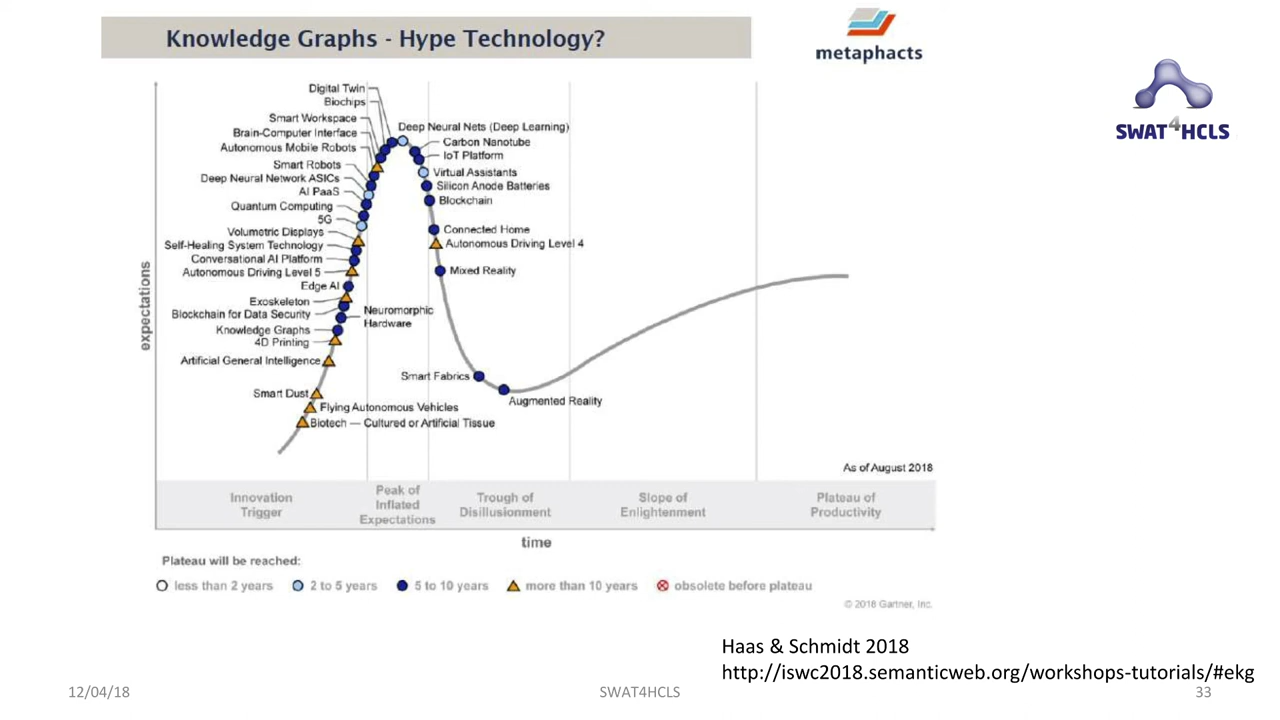 Knowledge Graphs - Hype Technology?
metaphacts
SWAT4HCLS
Digital Twin
Biochips
Smart Workspace
Brain-Computer Interface
Autonomous Mobile Robots
Smart Robots
Deep Neural Network ASICs
AI PaaS
Quantum Computing
5G
Volumetric Displays
Self-Healing System Technology
Conversational AI Platform
Autonomous Driving Level 5
Edge AI
Exoskeleton
Blockchain for Data Security
Neuromorphic
Hardware
Knowledge Graphs
4D Printing
Artificial General Intelligence
Smart Dust
Flying Autonomous Vehicles
Biotech — Cultured or Artificial Tissue
Deep Neural Nets (Deep Learning)
Carbon Nanotube
IoT Platform
Virtual Assistants
Silicon Anode Batteries
Blockchain
Connected Home
Autonomous Driving Level 4
Mixed Reality
Smart Fabrics
Augmented Reality
expectations
As of August 2018
Innovation
Trigger
Peak of
Inflated
Expectations
Trough of
Disillusionment
Slope of
Enlightenment
Plateau of
Productivity
time
Plateau will be reached:
less than 2 years
2 to 5 years
5 to 10 years
more than 10 years
obsolete before plateau
© 2018 Gartner, Inc.
Haas & Schmidt 2018
http://iswc2018.semanticweb.org/workshops-tutorials/#ekg
12/04/18
SWAT4HCLS
33